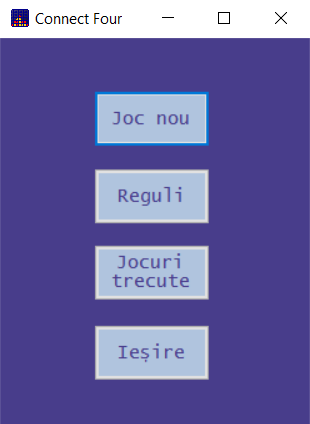 Connect Four
Joc nou
Reguli
Jocuri
trecute
Ieșire